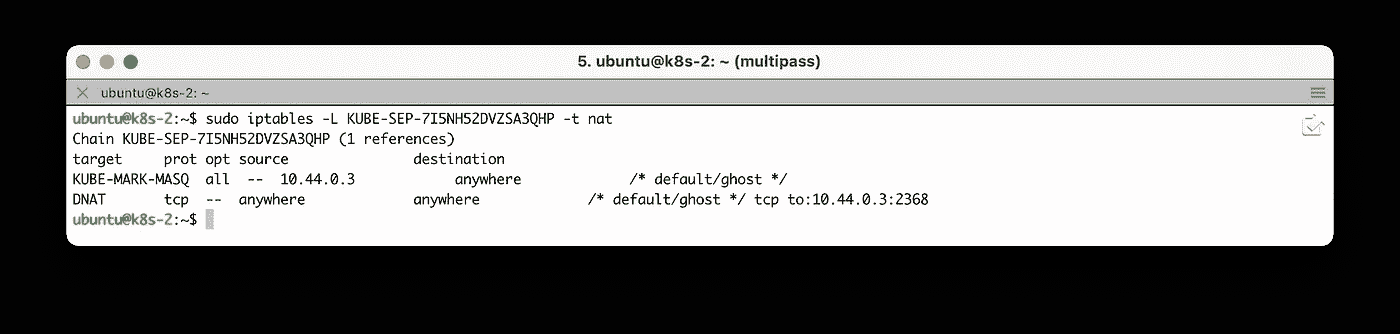 5. ubuntu@k8s-2: ~ (multipass)
ubuntu@k8s-2: ~
ubuntu@k8s-2:~$ sudo iptables -L KUBE-SEP-7I5NH52DVZSA3QHP -t nat
Chain KUBE-SEP-7I5NH52DVZSA3QHP (1 references)
target     prot opt source               destination
KUBE-MARK-MASQ  all  --  10.44.0.3            anywhere             /* default/ghost */
DNAT       tcp  --  anywhere             anywhere             /* default/ghost */ tcp to:10.44.0.3:2368
ubuntu@k8s-2:~$